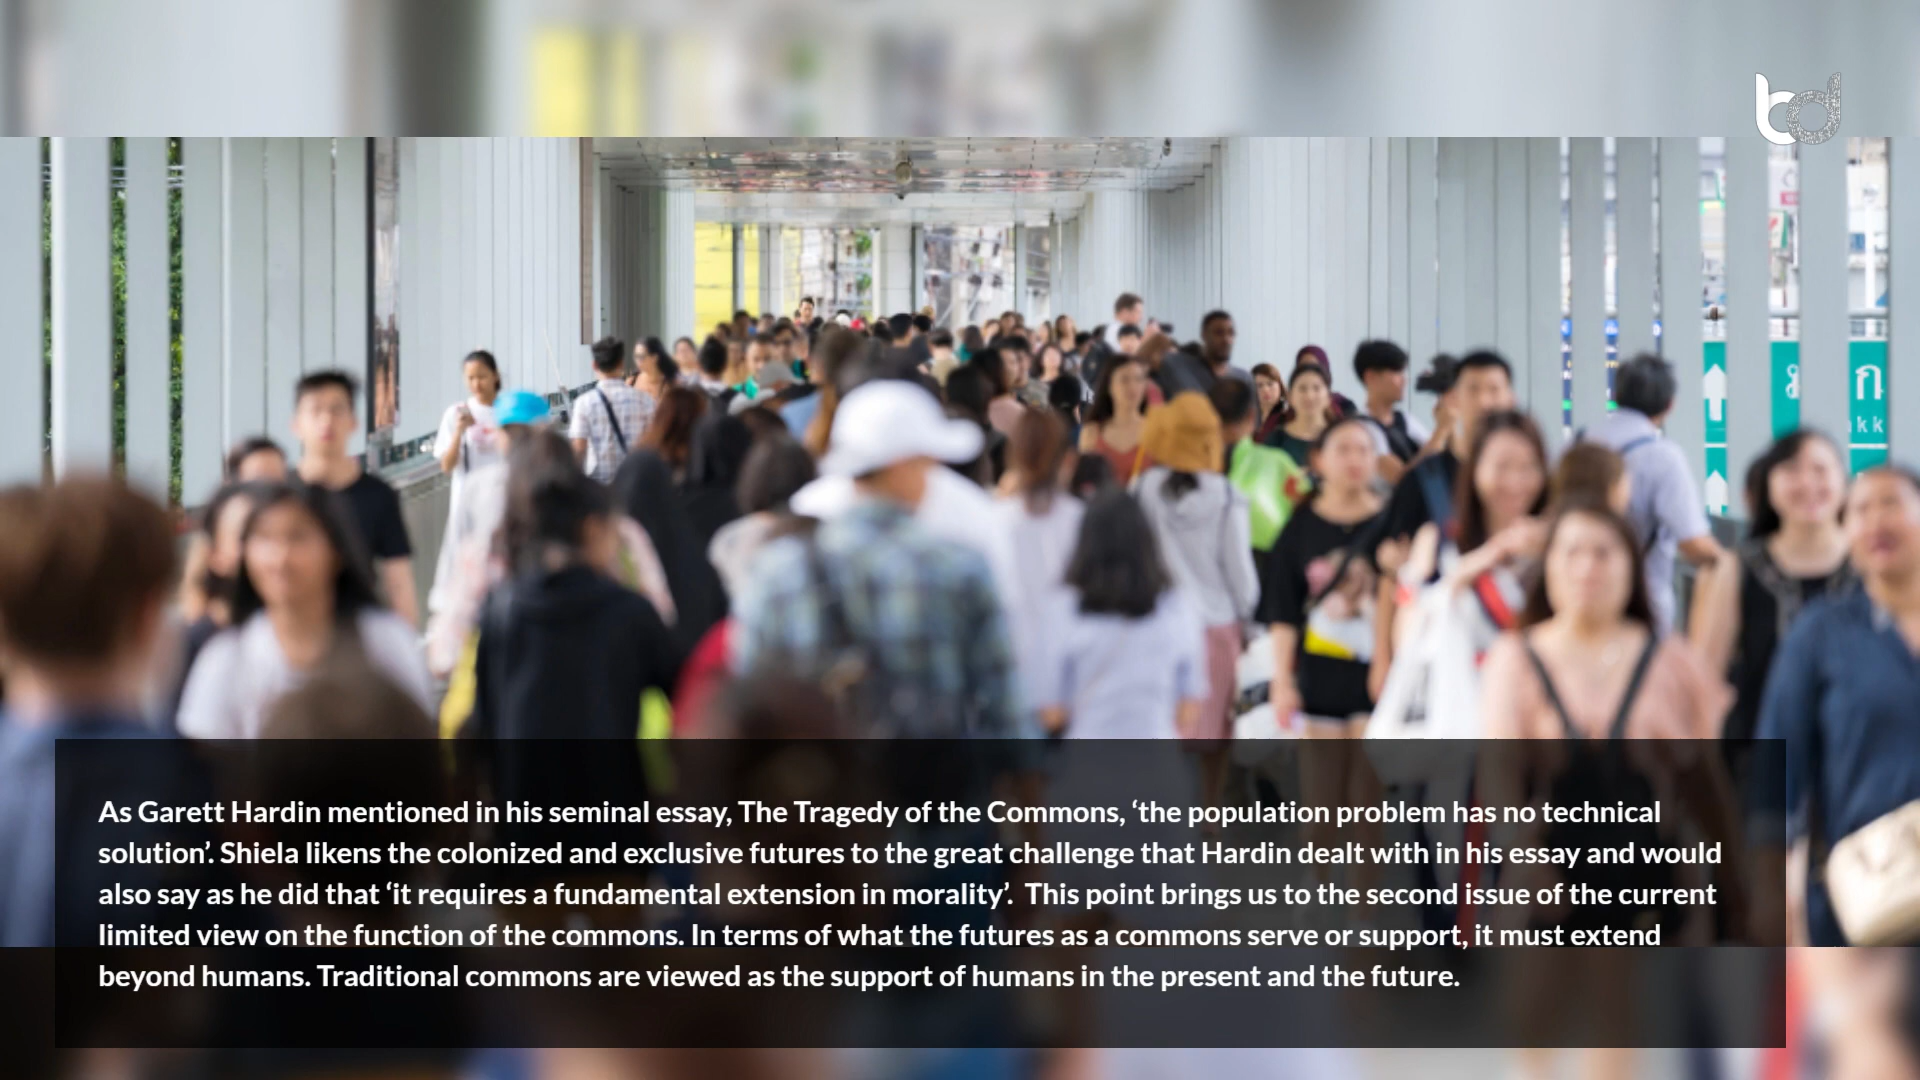 bd
ก
kk
As Garett Hardin mentioned in his seminal essay, The Tragedy of the Commons, ‘the population problem has no technical
solution’. Shiela likens the colonized and exclusive futures to the great challenge that Hardin dealt with in his essay and would
also say as he did that ‘it requires a fundamental extension in morality’.  This point brings us to the second issue of the current
limited view on the function of the commons. In terms of what the futures as a commons serve or support, it must extend
beyond humans. Traditional commons are viewed as the support of humans in the present and the future.